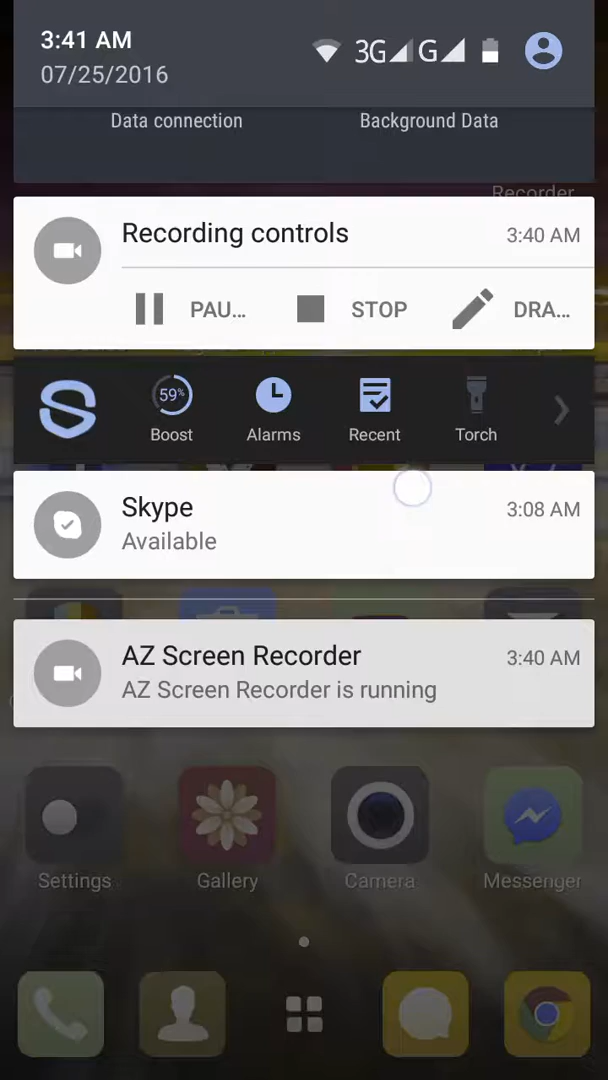 3:41 AM
3G G
07/25/2016
Data connection Background Data
Recorder
Recording controls 3:40 AM
PAU... STOP DRA...
59%
Boost Alarms Recent Torch
Skype 3:08 AM
Available
AZ Screen Recorder 3:40 AM
AZ Screen Recorder is running
Settings Gallery Camera Messenger